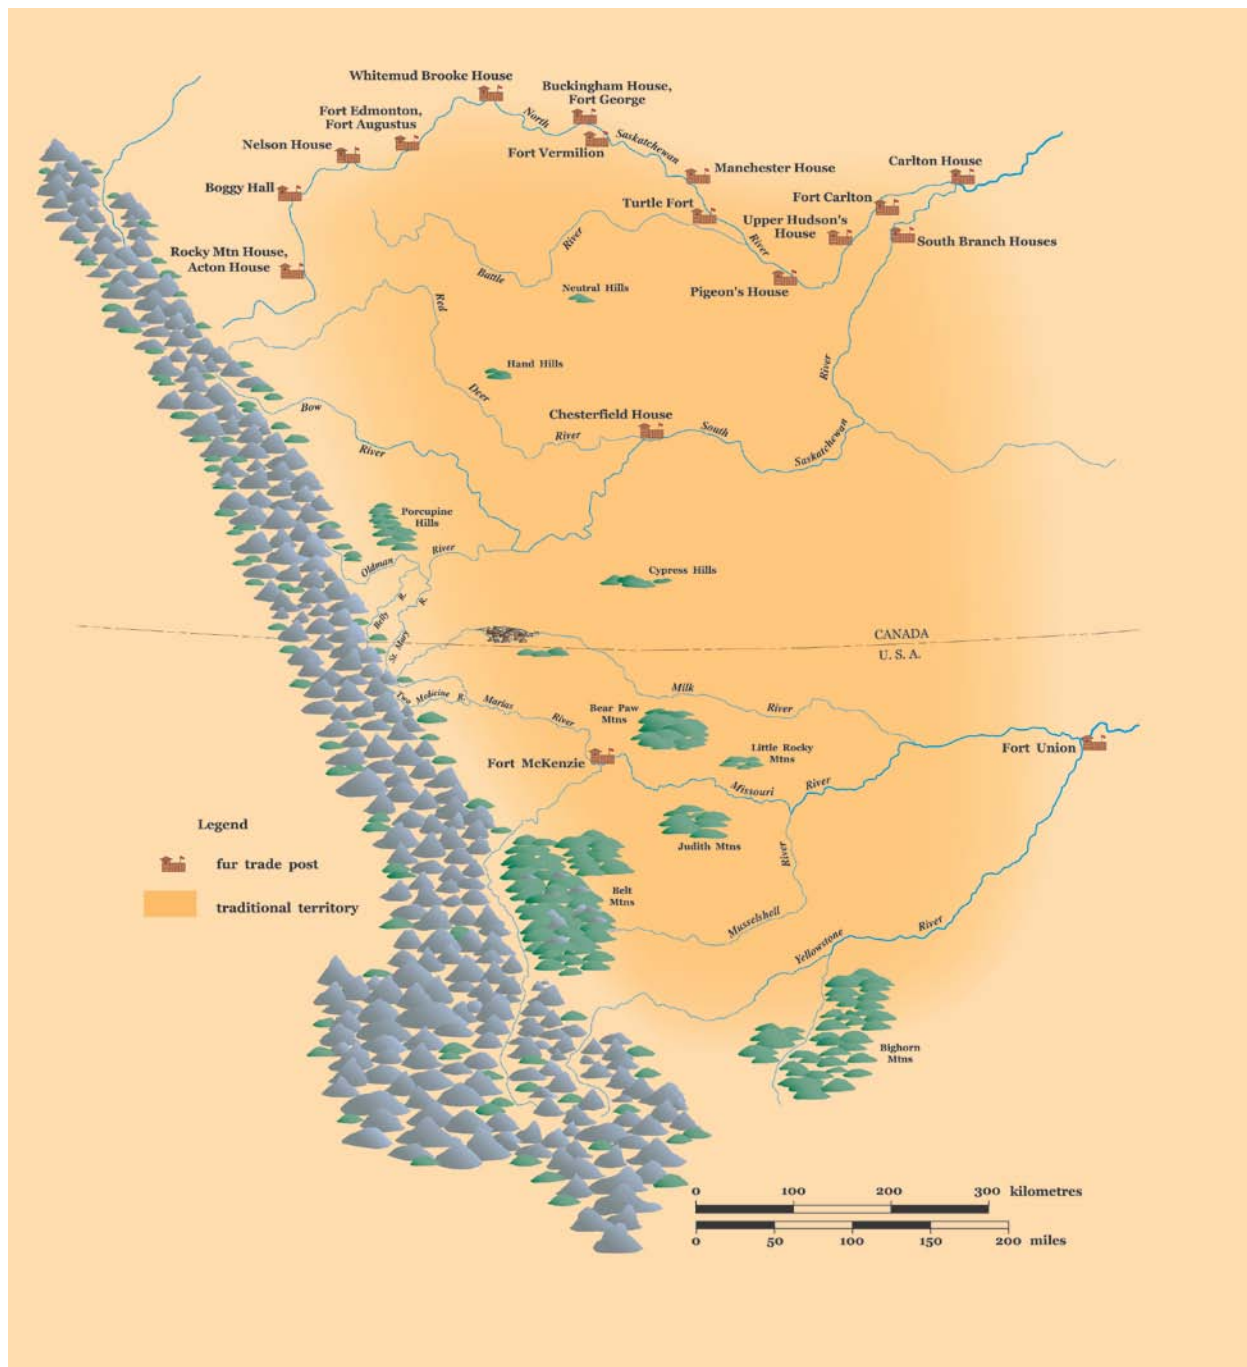 Whitemud Brooke House
Buckingham House,
Fort George
Fort Edmonton,
Fort Augustus
North
Saskatchewan
River
Nelson House
Fort Vermilion
Carlton House
Manchester House
Boggy Hall
Fort Carlton
Turtle Fort
Upper Hudson's
House
South Branch Houses
Rocky Mtn House,
Acton House
Battle
River
Pigeon's House
Neutral Hills
Red
Deer
River
Hand Hills
River
Bow
River
Chesterfield House
South
Saskatchewan
Porcupine
Hills
Oldman
River
Cypress Hills
Belly
R.
St. Mary
R.
CANADA
U. S. A.
Two
Medicine
R.
Marias
River
Milk
River
Bear Paw
Mtns
Little Rocky
Mtns
Fort Union
Fort McKenzie
Missouri
River
Legend
Judith Mtns
River
fur trade post
Belt
Mtns
traditional territory
Musselshell
Yellowstone
River
Bighorn
Mtns
0 100 200 300 kilometres
0 50 100 150 200 miles